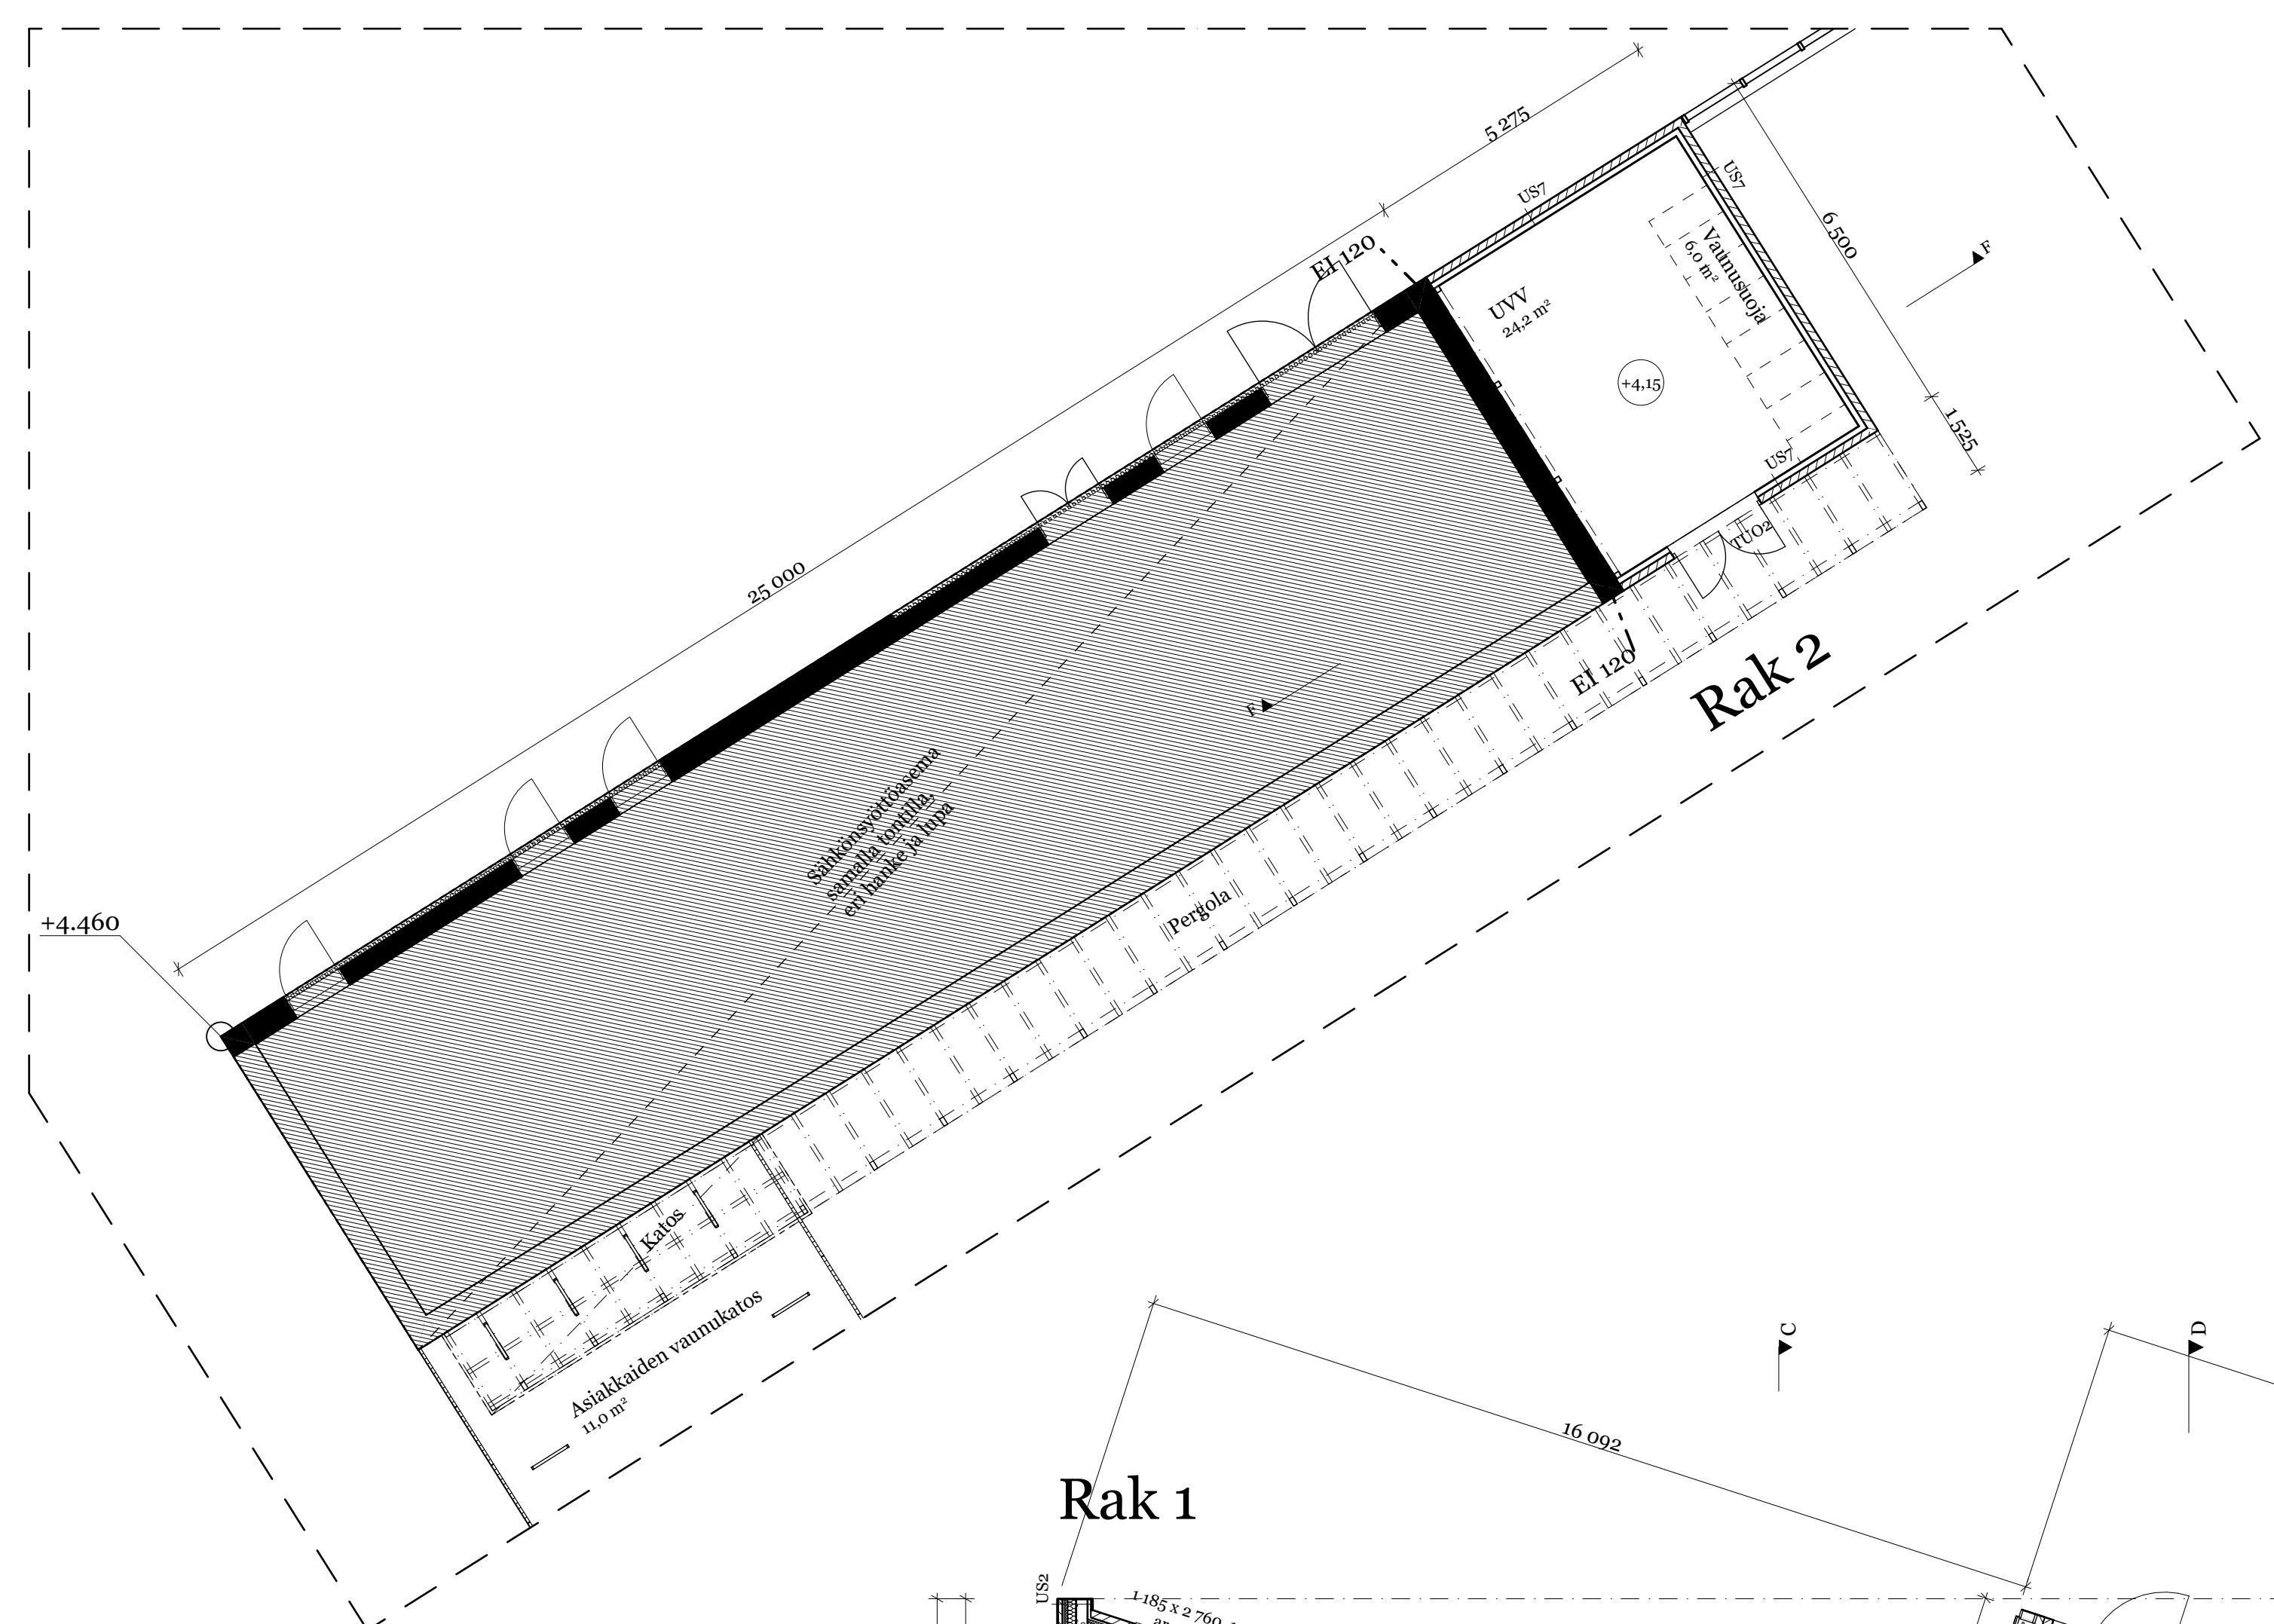 5 275
US7
US7
6 500
F
EI 120
UVV
24,2 m²
Vaunusuoja
6,0 m²
+4,15
1 525
US7
TUO2
25 000
EI 120
Rak 2
F
Sähkönsyöttöasema
samalla tontilla,
eri hanke ja lupa
Pergola
+4.460
Katos
Asiakkaiden vaunukatos
11,0 m²
C
D
16 092
Rak 1
US2
1 185 x 2 760